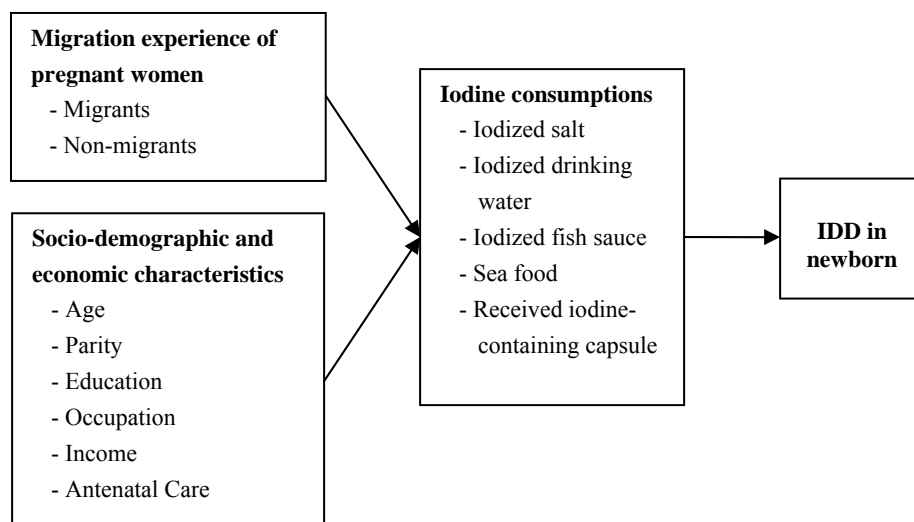 Migration experience of
pregnant women
- Migrants
- Non-migrants
Socio-demographic and
economic characteristics
- Age
- Parity
- Education
- Occupation
- Income
- Antenatal Care
Iodine consumptions
- Iodized salt
- Iodized drinking
water
- Iodized fish sauce
- Sea food
- Received iodine-
containing capsule
IDD in
newborn